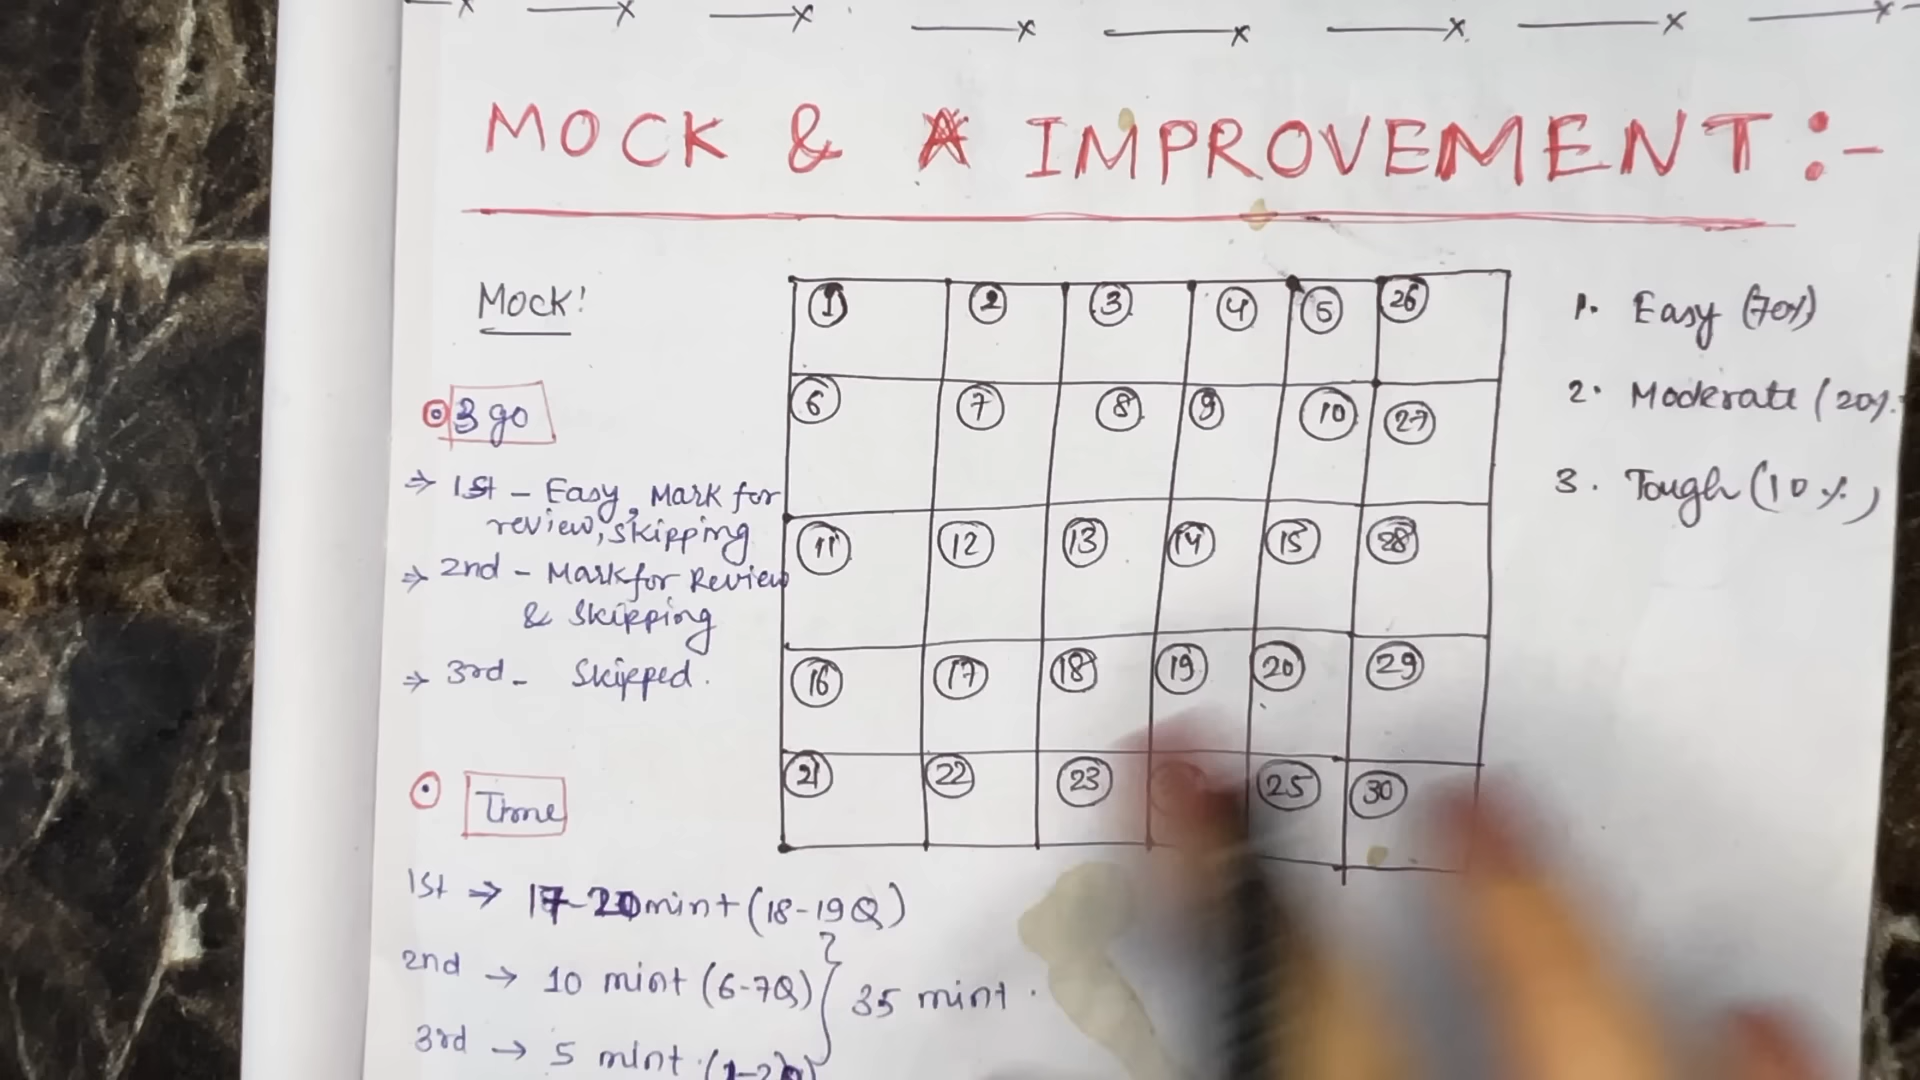 MOCK & IMPROVEMENT :-
Mock!
3 go
⇒ 1st - Easy, Mark for
review, skipping
⇒ 2nd - Mark for Review
& Skipping
⇒ 3rd - Skipped.
Time
1st ⇒ 17-20 mint (18-19Q)
2nd → 10 mint (6-7Q)
35 mint.
3rd → 5 mint.
1 2 3 4 5 26
6 7 8 9 10 27
11 12 13 14 15 28
16 17 18 19 20 29
21 22 23 25 30
1. Easy (70%)
2. Moderate (20%.
3. Tough (10%)